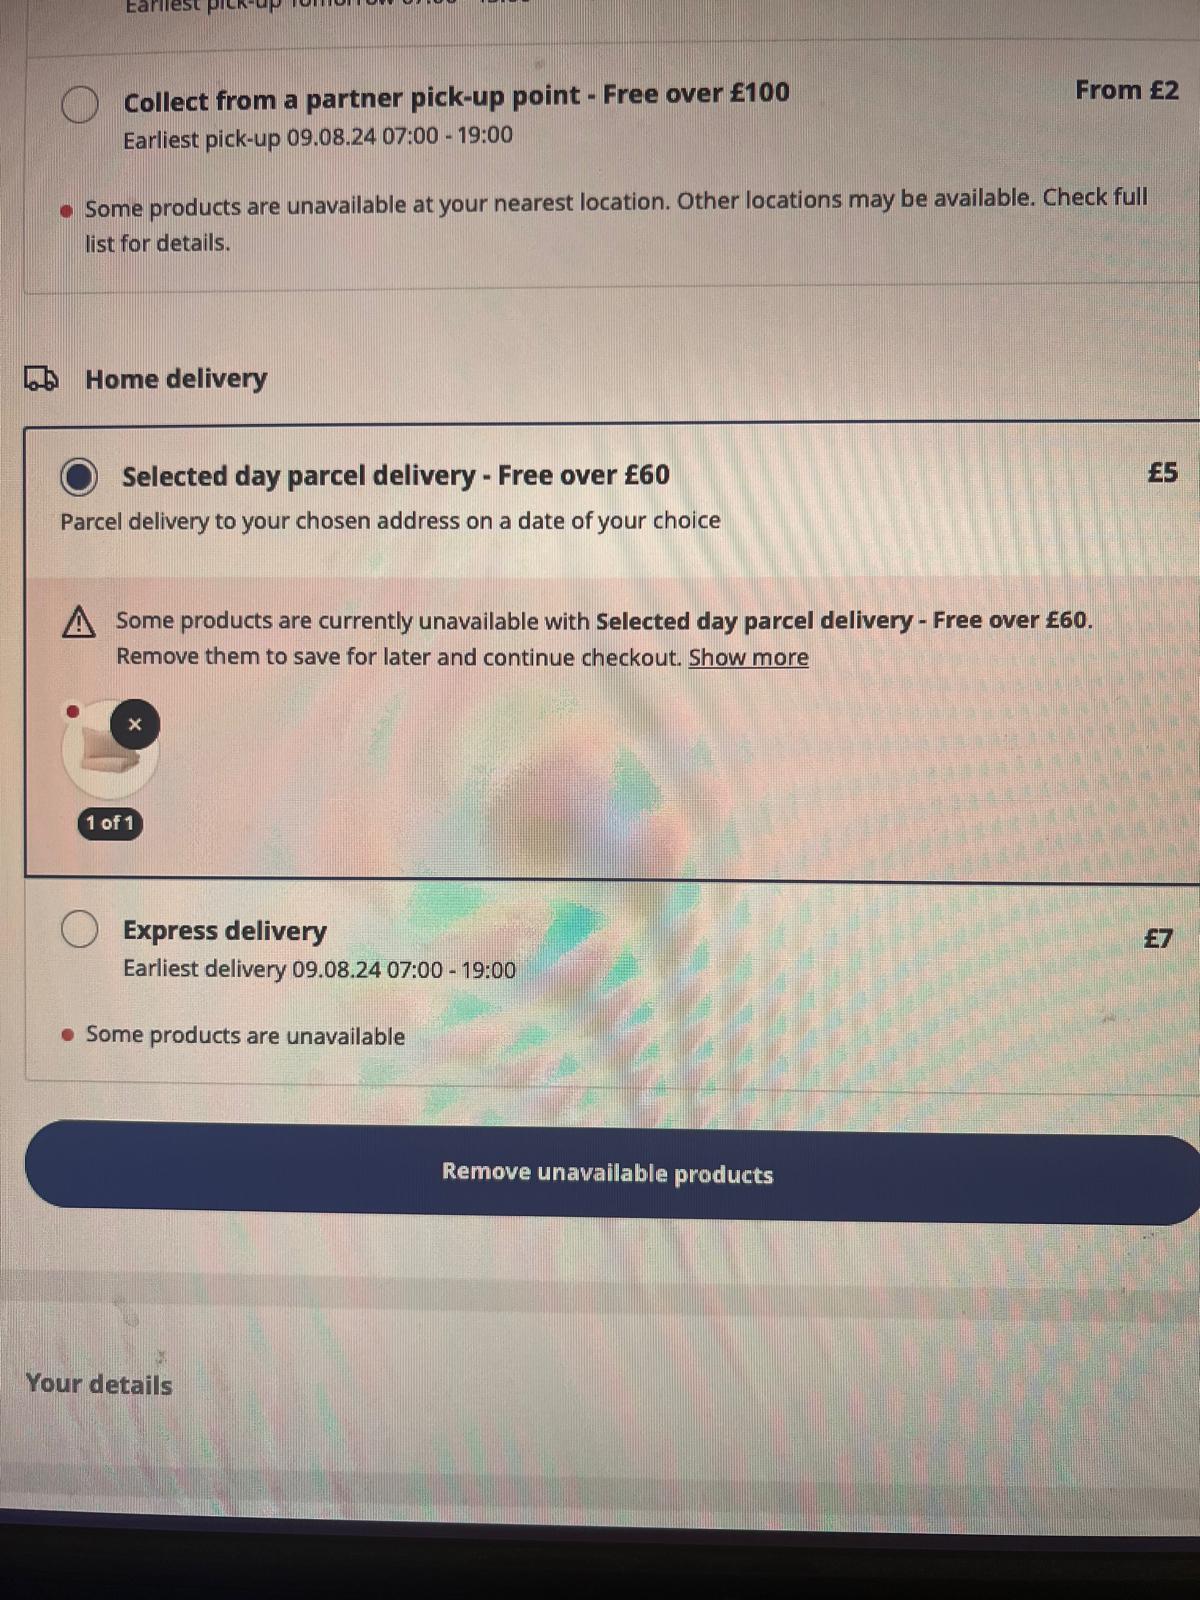 Earliest pick-up Tomorrow 07:00 - 19:00
Collect from a partner pick-up point - Free over £100
From £2
Earliest pick-up 09.08.24 07:00 - 19:00
Some products are unavailable at your nearest location. Other locations may be available. Check full
list for details.
Home delivery
Selected day parcel delivery - Free over £60
£5
Parcel delivery to your chosen address on a date of your choice
Some products are currently unavailable with Selected day parcel delivery - Free over £60.
Remove them to save for later and continue checkout. Show more
1 of 1
Express delivery
£7
Earliest delivery 09.08.24 07:00 - 19:00
Some products are unavailable
Remove unavailable products
Your details